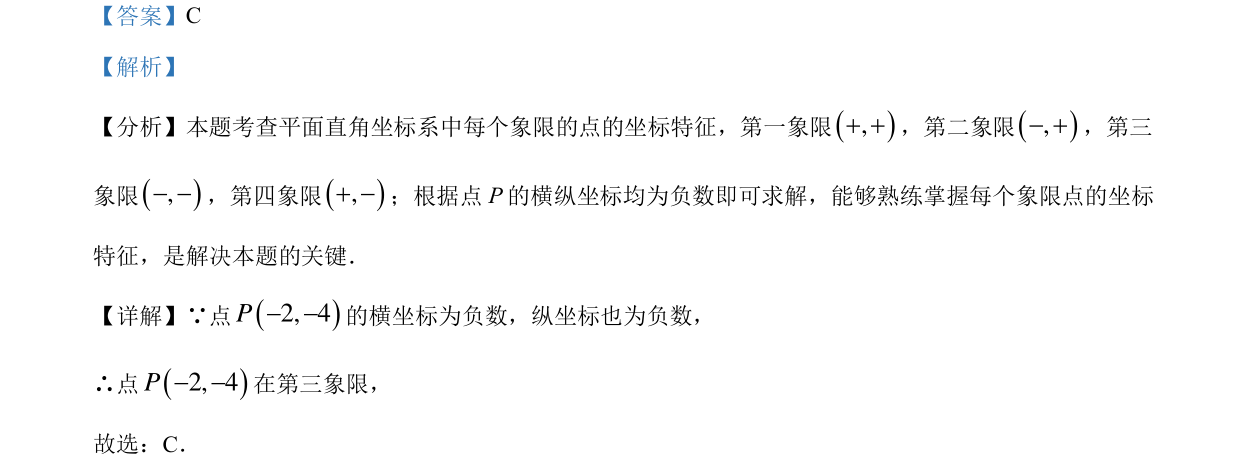 【答案】C
【解析】
【分析】本题考查平面直角坐标系中每个象限的点的坐标特征，第一象限(+,+)，第二象限(−,+)，第三
象限(−,−)，第四象限(+,−)；根据点 P 的横纵坐标均为负数即可求解，能够熟练掌握每个象限点的坐标
特征，是解决本题的关键．
【详解】∵点 P(−2,−4) 的横坐标为负数，纵坐标也为负数，
∴点 P(−2,−4) 在第三象限，
故选：C．